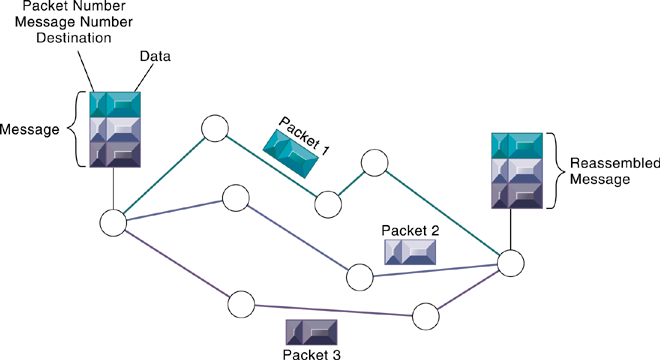 Packet Number
Message Number
Destination
Data
Message
Packet 1
Reassembled
Message
Packet 2
Packet 3